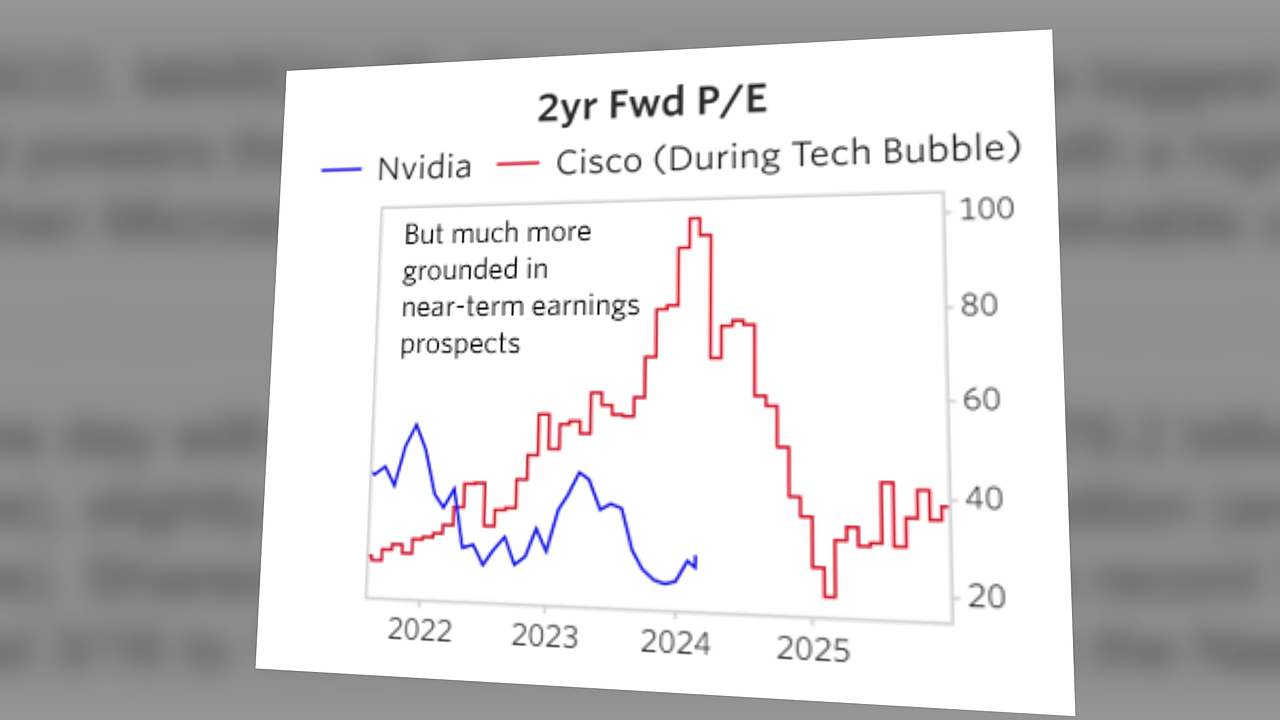 2yr Fwd P/E
Nvidia Cisco (During Tech Bubble)
But much more
grounded in
near-term earnings
prospects
100
80
60
40
20
2022 2023 2024 2025